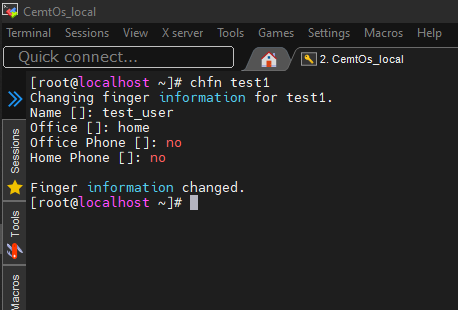 CemtOs_local
Terminal Sessions View X server Tools Games Settings Macros Help
Quick connect...
2. CemtOs_local
[root@localhost ~]# chfn test1
Changing finger information for test1.
Name []: test_user
Office []: home
Office Phone []: no
Home Phone []: no
Finger information changed.
[root@localhost ~]#
Sessions
Tools
Macros